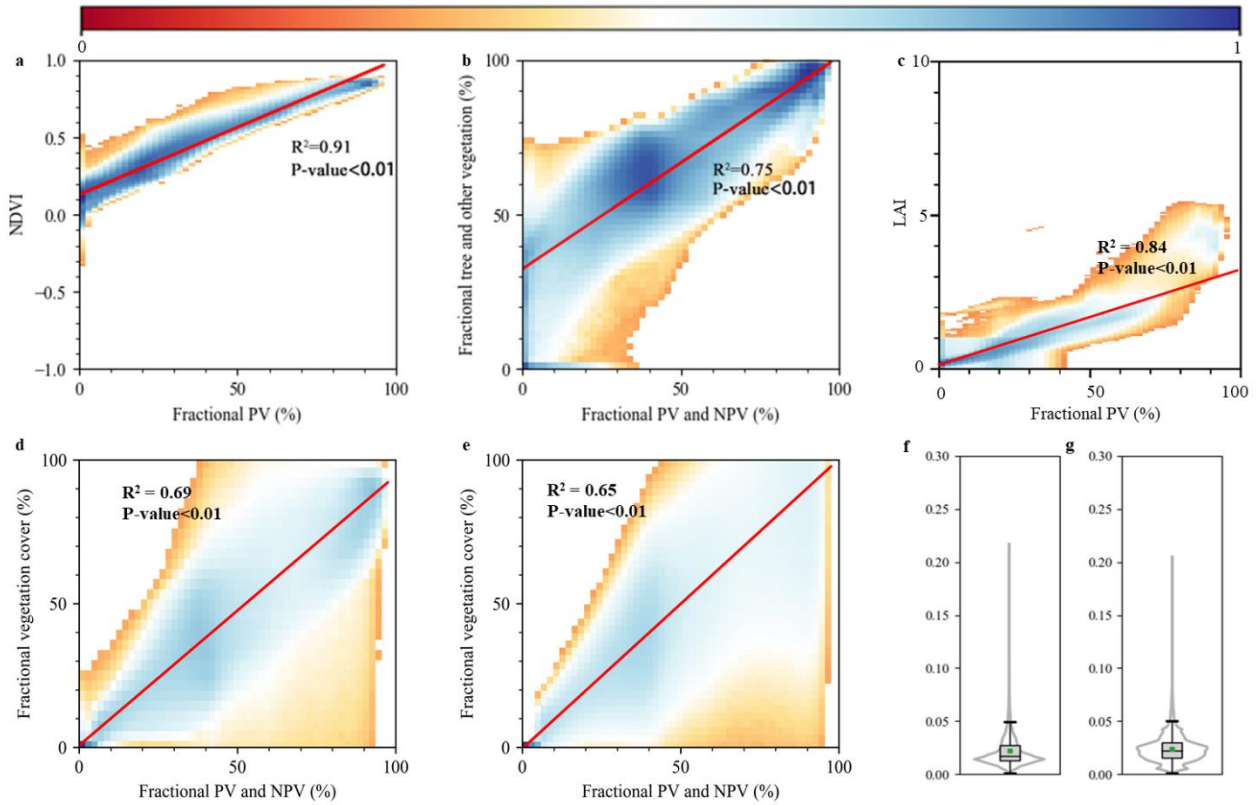 0
1
a
1.0
0.5
0.0
−0.5
−1.0
NDVI
R²=0.91
P-value<0.01
0
50
100
Fractional PV (%)
b
100
50
0
Fractional tree and other vegetation (%)
R²=0.75
P-value<0.01
0
50
100
Fractional PV and NPV (%)
c
10
5
0
LAI
R² = 0.84
P-value<0.01
0
50
100
Fractional PV (%)
d
100
50
0
Fractional vegetation cover (%)
R² = 0.69
P-value<0.01
0
50
100
Fractional PV and NPV (%)
e
100
50
0
Fractional vegetation cover (%)
R² = 0.65
P-value<0.01
0
50
100
Fractional PV and NPV (%)
f
0.30
0.25
0.20
0.15
0.10
0.05
0.00
g
0.30
0.25
0.20
0.15
0.10
0.05
0.00